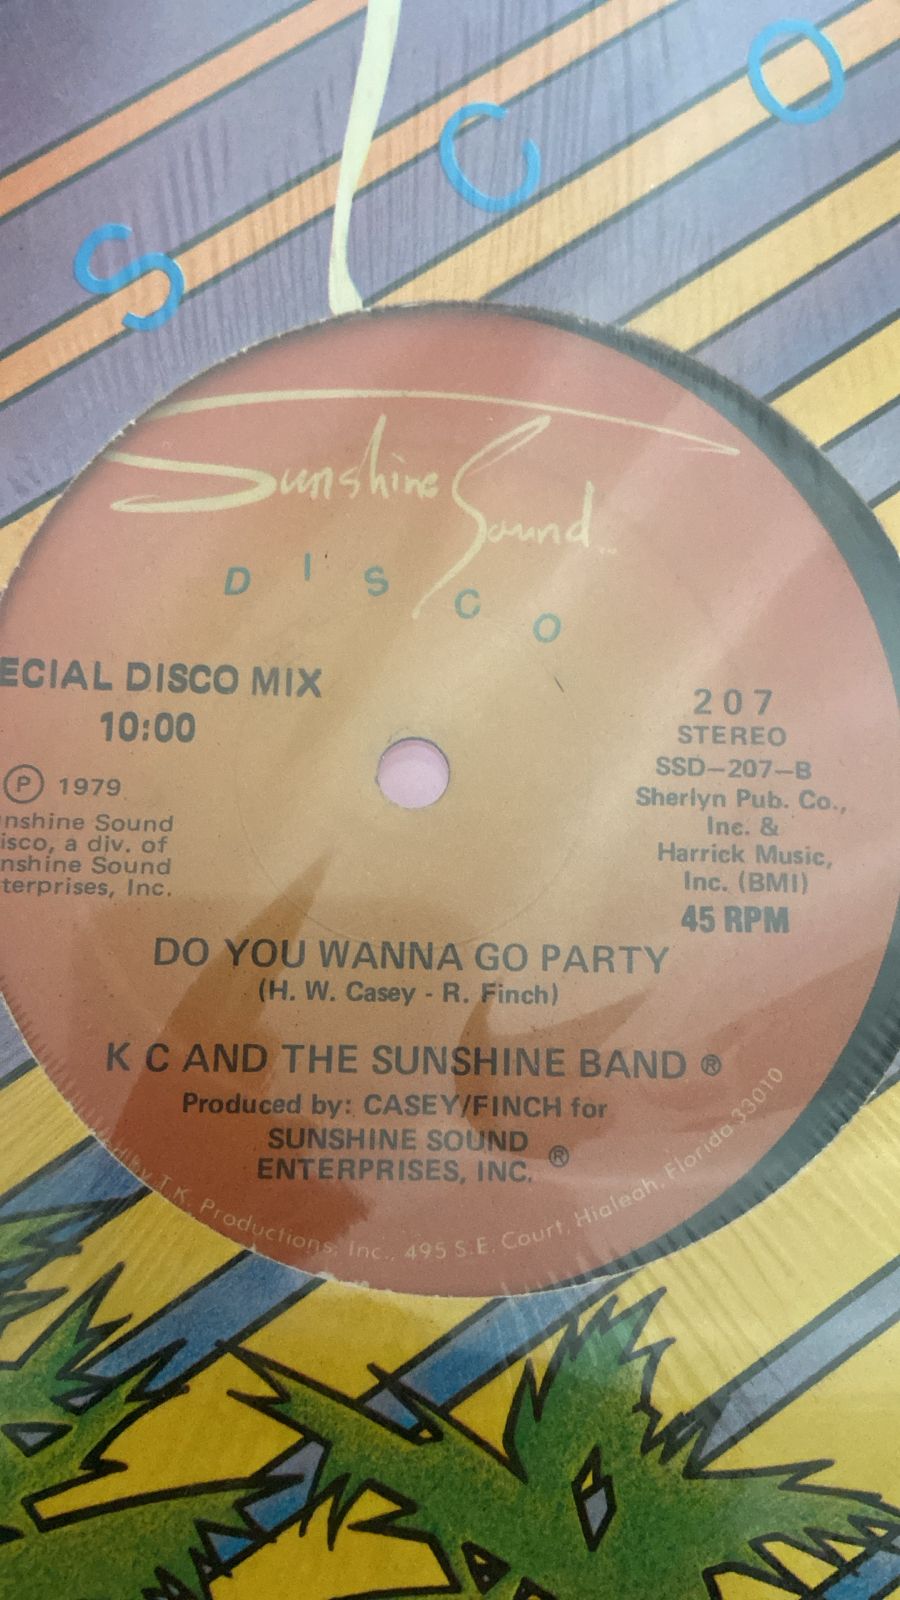 S C O
Sunshine Sound
DISCO
ECIAL DISCO MIX
10:00
Ⓟ 1979
nshine Sound
isco, a div. of
nshine Sound
terprises, Inc.
207
STEREO
SSD-207-B
Sherlyn Pub. Co.,
Inc. &
Harrick Music,
Inc. (BMI)
45 RPM
DO YOU WANNA GO PARTY
(H. W. Casey - R. Finch)
K C AND THE SUNSHINE BAND ®
Produced by: CASEY/FINCH for
SUNSHINE SOUND
ENTERPRISES, INC. ®
by T.K. Productions, Inc., 495 S.E. Court, Hialeah, Florida 33010